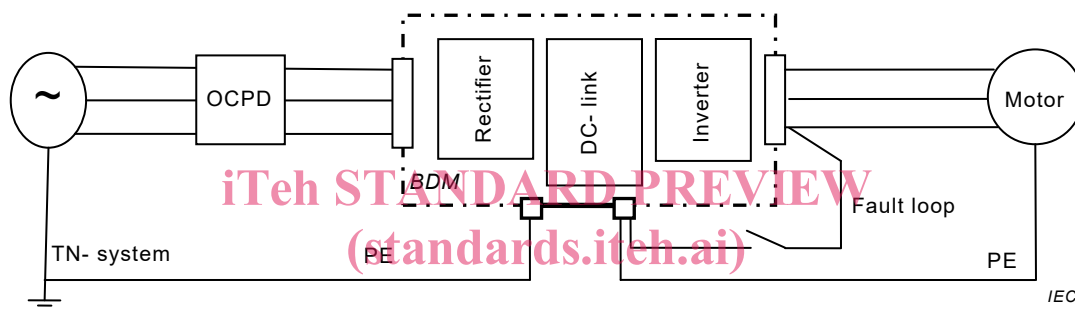 ~
OCPD
Rectifier
DC- link
Inverter
Motor
BDM
iTeh STANDARD PREVIEW
(standards.iteh.ai)
Fault loop
TN- system
PE
PE
IEC